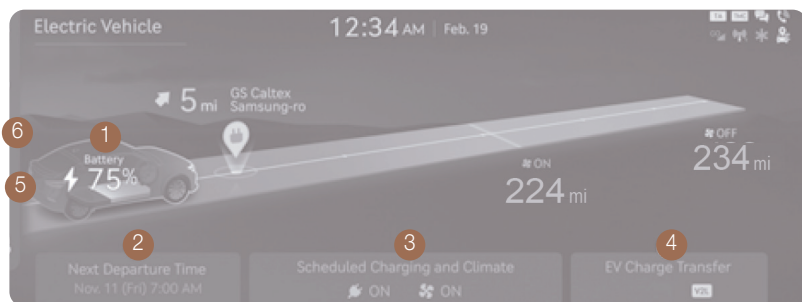 Electric Vehicle
12:34 AM | Feb. 19
5 mi
GS Caltex
Samsung-ro
6
1
Battery
75%
5
OFF
234 mi
ON
224 mi
2
3
4
Next Departure Time
Nov. 11 (Fri) 7:00 AM
Scheduled Charging and Climate
ON ON
EV Charge Transfer
V2L